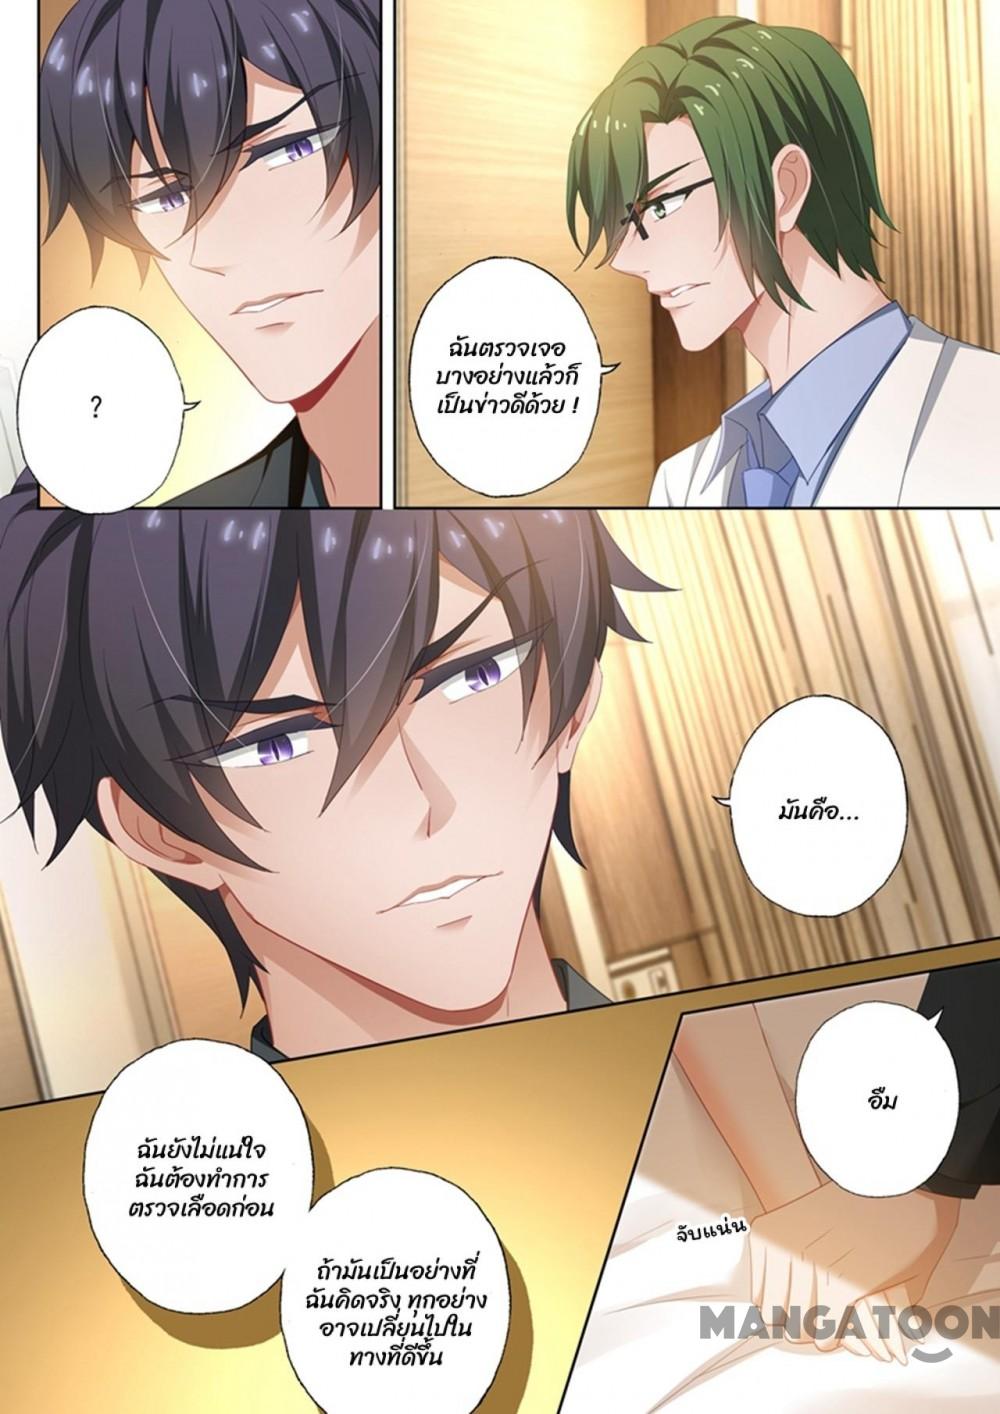 ?
ฉันตรวจเจอ
บางอย่างแล้วก็
เป็นข่าวดีด้วย !
มันคือ...
ฉันยังไม่แน่ใจ
ฉันต้องทำการ
ตรวจเลือดก่อน
ถ้ามันเป็นอย่างที่
ฉันคิดจริง ทุกอย่าง
อาจเปลี่ยนไปใน
ทางที่ดีขึ้น
อืม
จับแน่น
MANGATOON